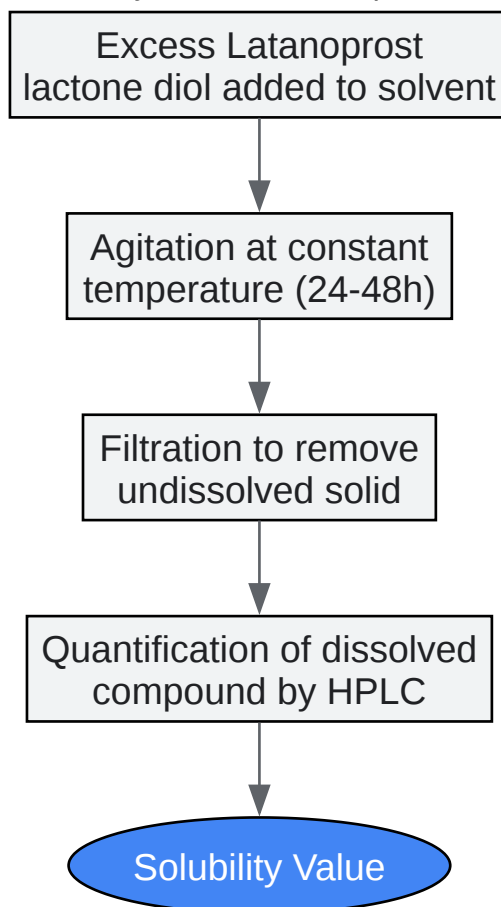 Excess Latanoprost
lactone diol added to solvent
Agitation at constant
temperature (24-48h)
Filtration to remove
undissolved solid
Quantification of dissolved
compound by HPLC
Solubility Value